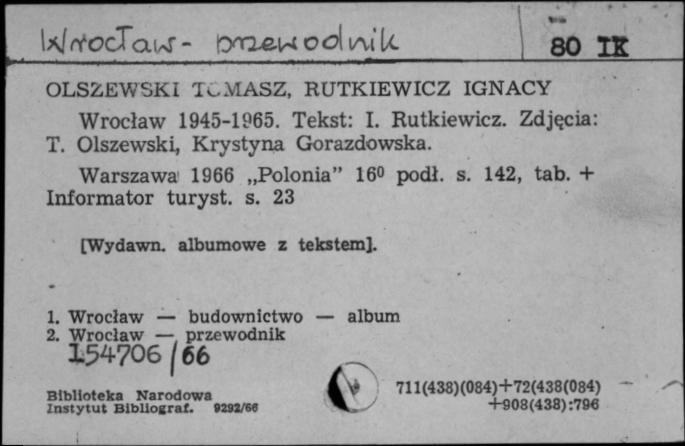 Wrocław - przewodnik
80 IK
OLSZEWSKI TOMASZ, RUTKIEWICZ IGNACY
Wrocław 1945-1965. Tekst: I. Rutkiewicz. Zdjęcia:
T. Olszewski, Krystyna Gorazdowska.
Warszawa 1966 „Polonia” 16⁰ podł. s. 142, tab. +
Informator turyst. s. 23
[Wydawn. albumowe z tekstem].
1. Wrocław — budownictwo — album
2. Wrocław — przewodnik
154706/66
Biblioteka Narodowa
Instytut Bibliograf. 9292/66
711(438)(084)+72(438(084)
+908(438):796